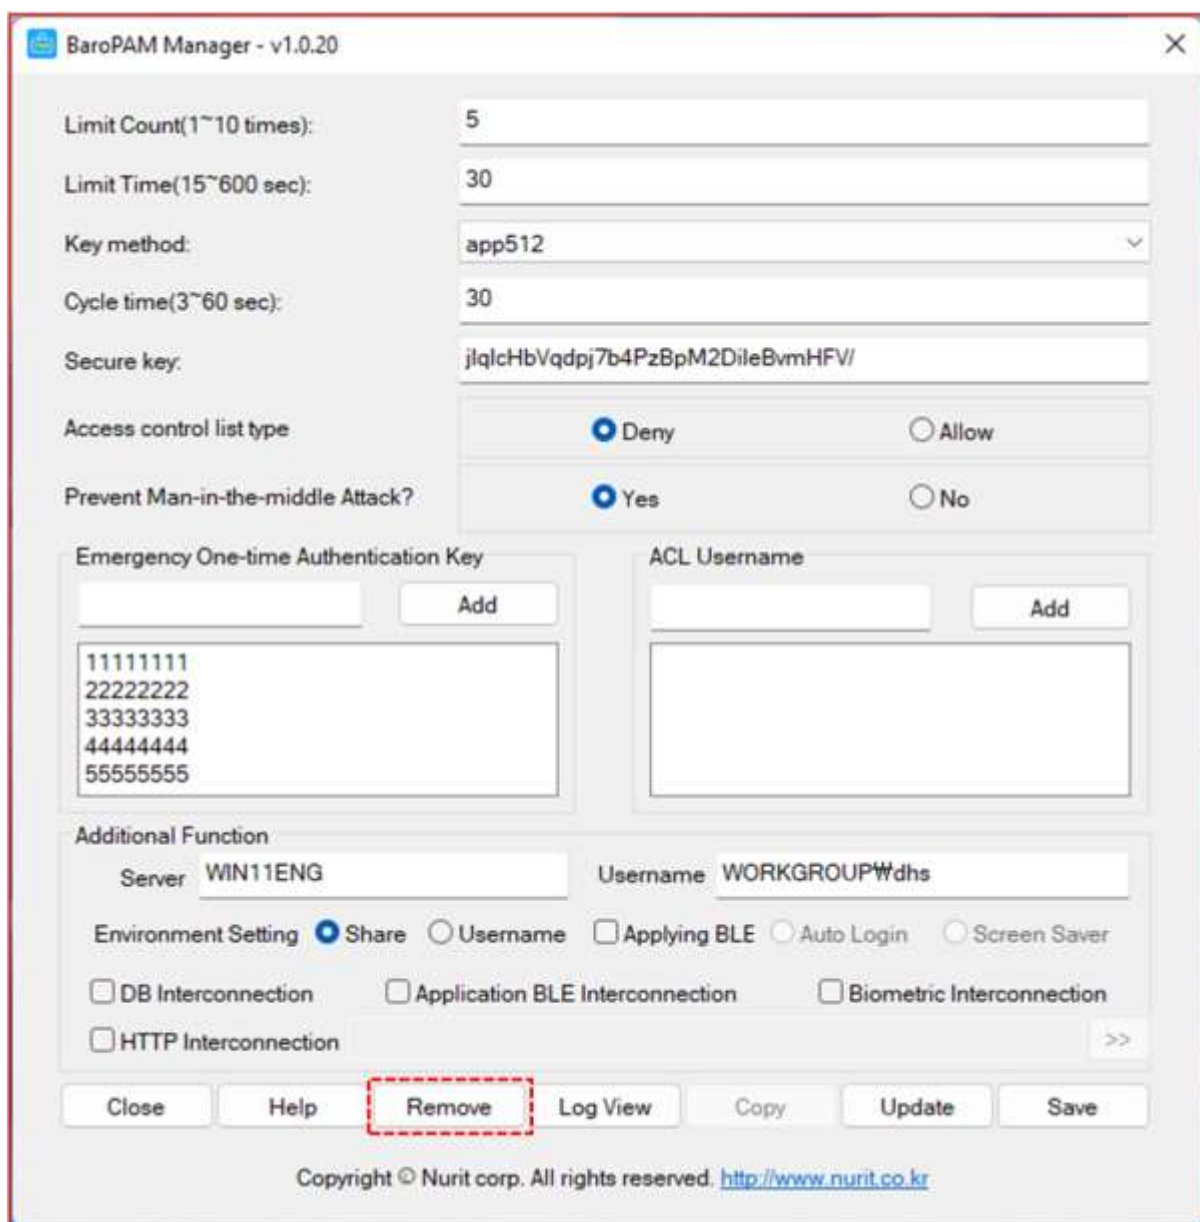 BaroPAM Manager - v1.0.20
Limit Count(1~10 times): 5
Limit Time(15~600 sec): 30
Key method: app512
Cycle time(3~60 sec): 30
Secure key: jIqIcHbVqdpj7b4PzBpM2DiIeBvmHFV/
Access control list type Deny Allow
Prevent Man-in-the-middle Attack? Yes No
Emergency One-time Authentication Key
Add
11111111
22222222
33333333
44444444
55555555
ACL Username
Add
Additional Function
Server WIN11ENG Username WORKGROUP₩dhs
Environment Setting Share Username Applying BLE Auto Login Screen Saver
DB Interconnection Application BLE Interconnection Biometric Interconnection
HTTP Interconnection >>
Close Help Remove Log View Copy Update Save
Copyright © Nurit corp. All rights reserved. http://www.nurit.co.kr